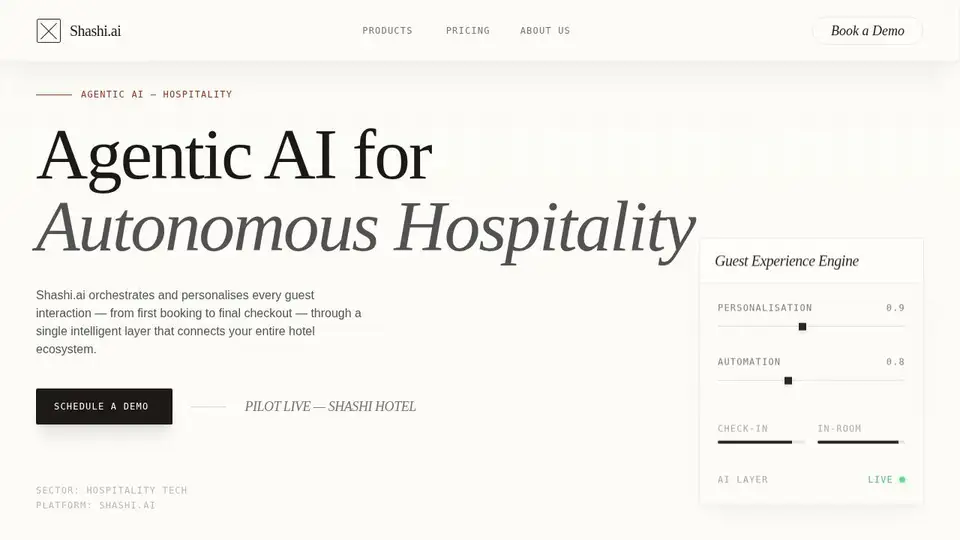 Shashi.ai
PRODUCTS
PRICING
ABOUT US
Book a Demo
AGENTIC AI — HOSPITALITY
Agentic AI for
Autonomous Hospitality
Shashi.ai orchestrates and personalises every guest
interaction — from first booking to final checkout — through a
single intelligent layer that connects your entire hotel
ecosystem.
SCHEDULE A DEMO
PILOT LIVE — SHASHI HOTEL
SECTOR: HOSPITALITY TECH
PLATFORM: SHASHI.AI
Guest Experience Engine
PERSONALISATION 0.9
AUTOMATION 0.8
CHECK-IN IN-ROOM
AI LAYER LIVE